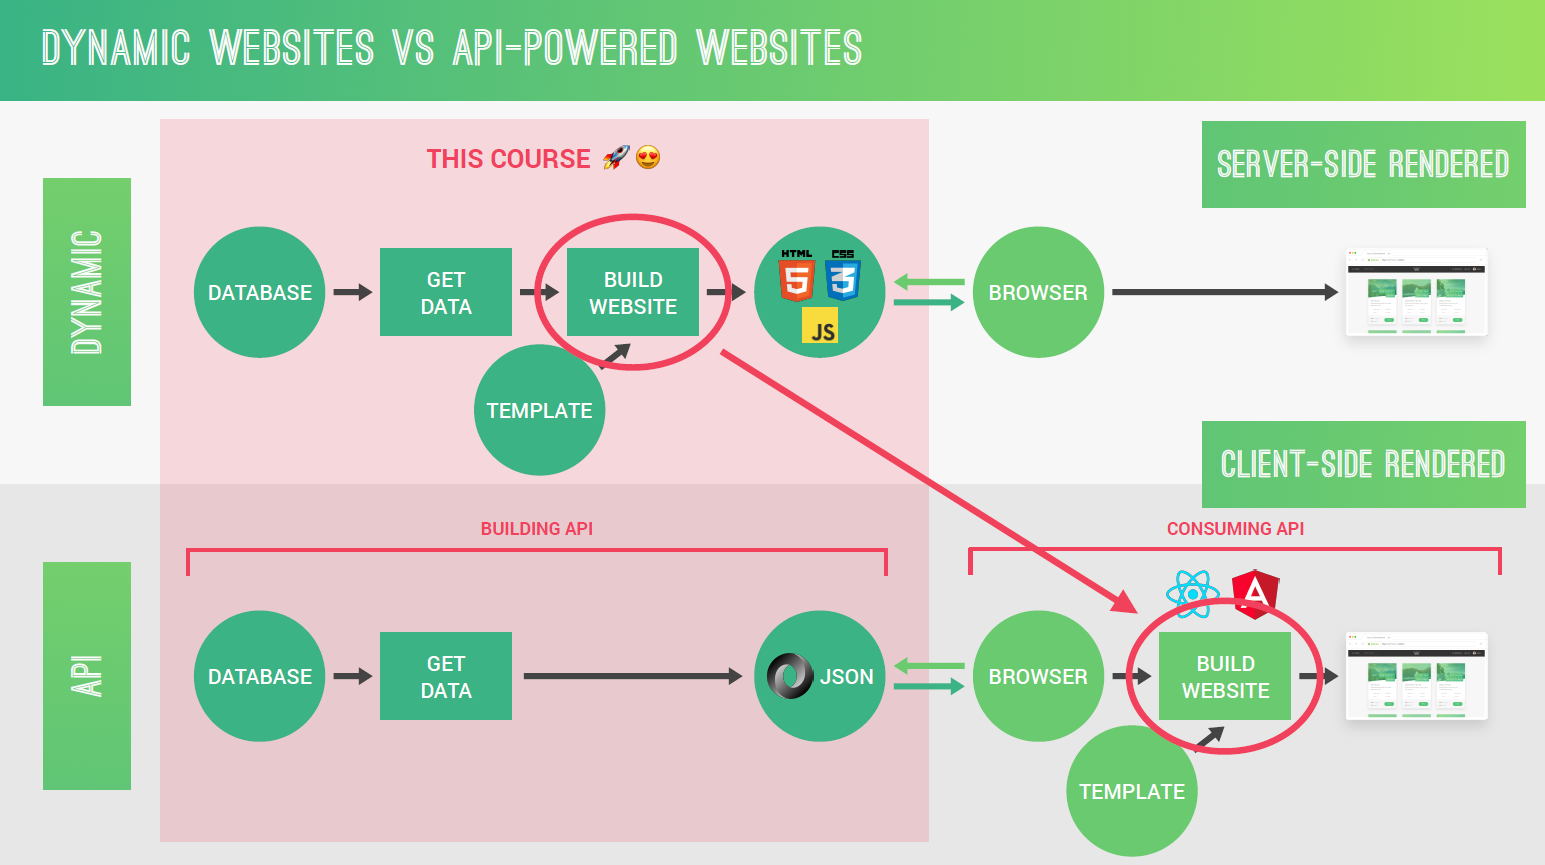 DYNAMIC WEBSITES VS API-POWERED WEBSITES
THIS COURSE 🚀 😍
SERVER-SIDE RENDERED
DYNAMIC
DATABASE
GET
DATA
BUILD
WEBSITE
TEMPLATE
HTML
5
CSS
3
JS
BROWSER
CLIENT-SIDE RENDERED
BUILDING API
CONSUMING API
API
DATABASE
GET
DATA
JSON
BROWSER
A
BUILD
WEBSITE
TEMPLATE